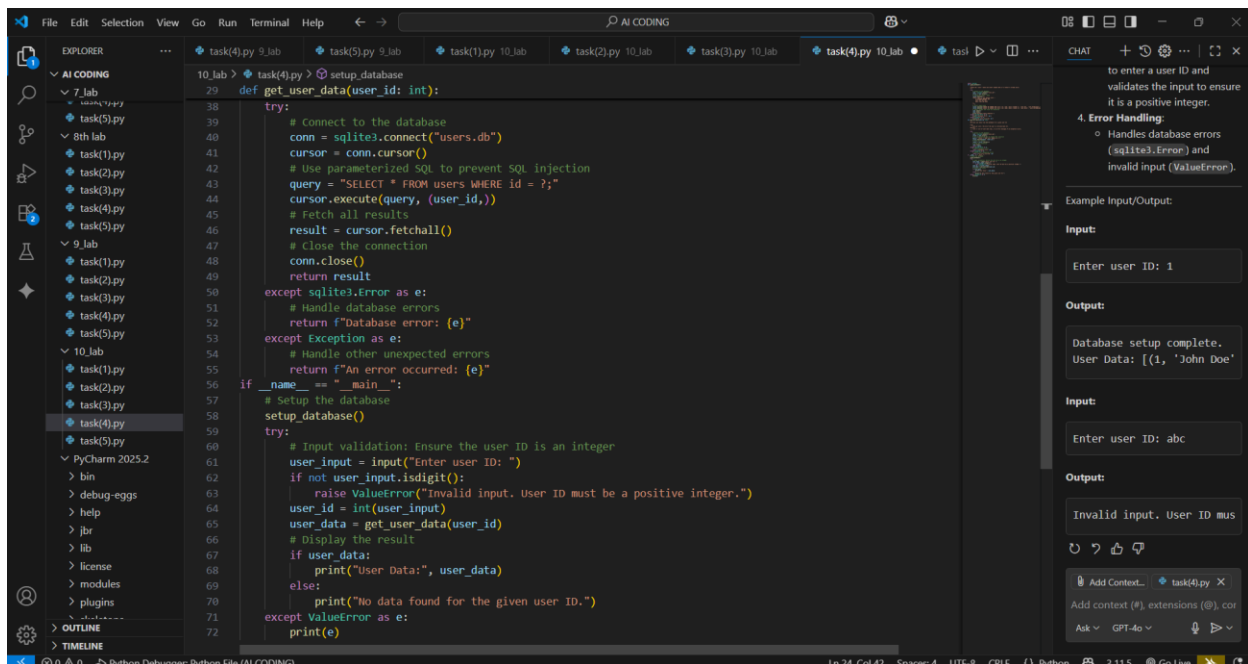 File Edit Selection View Go Run Terminal Help
AI CODING
EXPLORER
AI CODING
7_lab
task(4).py
task(5).py
8th lab
task(1).py
task(2).py
task(3).py
task(4).py
task(5).py
9_lab
task(1).py
task(2).py
task(3).py
task(4).py
task(5).py
10_lab
task(1).py
task(2).py
task(3).py
task(4).py
task(5).py
PyCharm 2025.2
bin
debug-eggs
help
jbr
lib
license
modules
plugins
OUTLINE
TIMELINE
task(4).py 9_lab task(5).py 9_lab task(1).py 10_lab task(2).py 10_lab task(3).py 10_lab task(4).py 10_lab
10_lab > task(4).py > setup_database
29 def get_user_data(user_id: int):
38 try:
39 # Connect to the database
40 conn = sqlite3.connect("users.db")
41 cursor = conn.cursor()
42 # Use parameterized SQL to prevent SQL injection
43 query = "SELECT * FROM users WHERE id = ?;"
44 cursor.execute(query, (user_id,))
45 # Fetch all results
46 result = cursor.fetchall()
47 # Close the connection
48 conn.close()
49 return result
50 except sqlite3.Error as e:
51 # Handle database errors
52 return f"Database error: {e}"
53 except Exception as e:
54 # Handle other unexpected errors
55 return f"An error occurred: {e}"
56 if __name__ == "__main__":
57 # Setup the database
58 setup_database()
59 try:
60 # Input validation: Ensure the user ID is an integer
61 user_input = input("Enter user ID: ")
62 if not user_input.isdigit():
63 raise ValueError("Invalid input. User ID must be a positive integer.")
64 user_id = int(user_input)
65 user_data = get_user_data(user_id)
66 # Display the result
67 if user_data:
68 print("User Data:", user_data)
69 else:
70 print("No data found for the given user ID.")
71 except ValueError as e:
72 print(e)
CHAT
to enter a user ID and
validates the input to ensure
it is a positive integer.
4. Error Handling:
Handles database errors
(sqlite3.Error) and
invalid input (ValueError).
Example Input/Output:
Input:
Enter user ID: 1
Output:
Database setup complete.
User Data: [(1, 'John Doe'
Input:
Enter user ID: abc
Output:
Invalid input. User ID mus
Add Context... task(4).py
Add context (#), extensions (@), cor
Ask GPT-4o
0 0 Python Debugger: Python File (AI CODING) Ln 24, Col 42 Spaces: 4 UTF-8 CRLF Python 3.11.5 Go Live